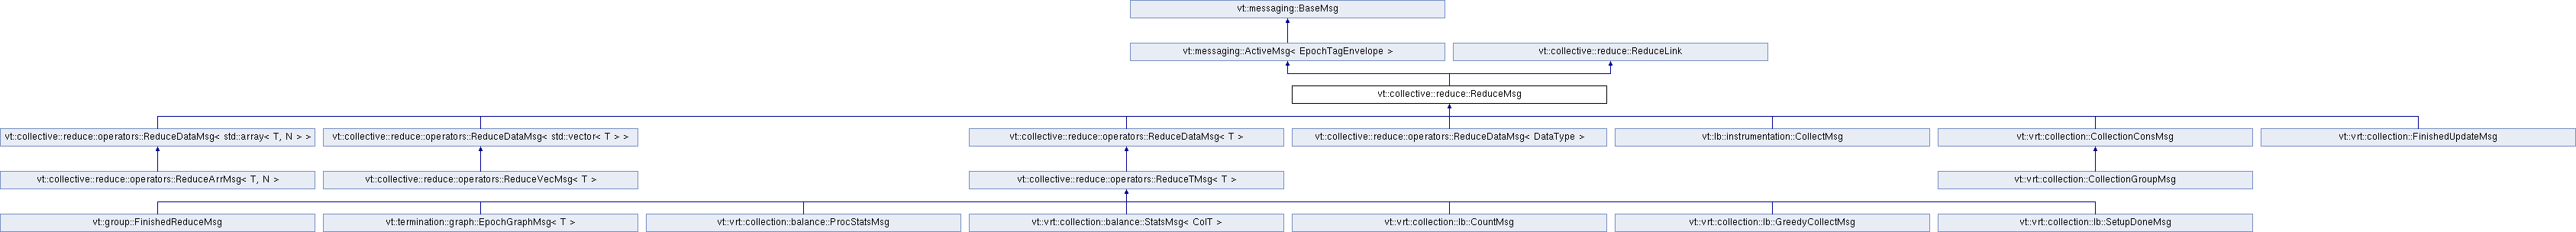 vt::messaging::BaseMsg
vt::messaging::ActiveMsg< EpochTagEnvelope >
vt::collective::reduce::ReduceLink
vt::collective::reduce::ReduceMsg
vt::collective::reduce::operators::ReduceDataMsg< std::array< T, N > >
vt::collective::reduce::operators::ReduceDataMsg< std::vector< T > >
vt::collective::reduce::operators::ReduceDataMsg< T >
vt::collective::reduce::operators::ReduceDataMsg< DataType >
vt::lb::instrumentation::CollectMsg
vt::vrt::collection::CollectionConsMsg
vt::vrt::collection::FinishedUpdateMsg
vt::collective::reduce::operators::ReduceArrMsg< T, N >
vt::collective::reduce::operators::ReduceVecMsg< T >
vt::collective::reduce::operators::ReduceTMsg< T >
vt::vrt::collection::CollectionGroupMsg
vt::group::FinishedReduceMsg
vt::termination::graph::EpochGraphMsg< T >
vt::vrt::collection::balance::ProcStatsMsg
vt::vrt::collection::balance::StatsMsg< ColT >
vt::vrt::collection::lb::CountMsg
vt::vrt::collection::lb::GreedyCollectMsg
vt::vrt::collection::lb::SetupDoneMsg